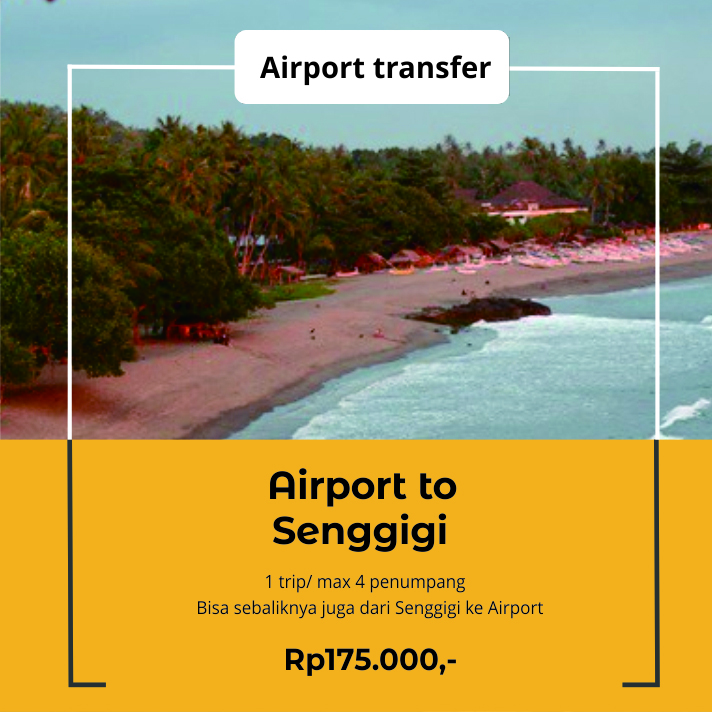 Airport transfer
Airport to
Senggigi
1 trip/ max 4 penumpang
Bisa sebaliknya juga dari Senggigi ke Airport
Rp175.000,-